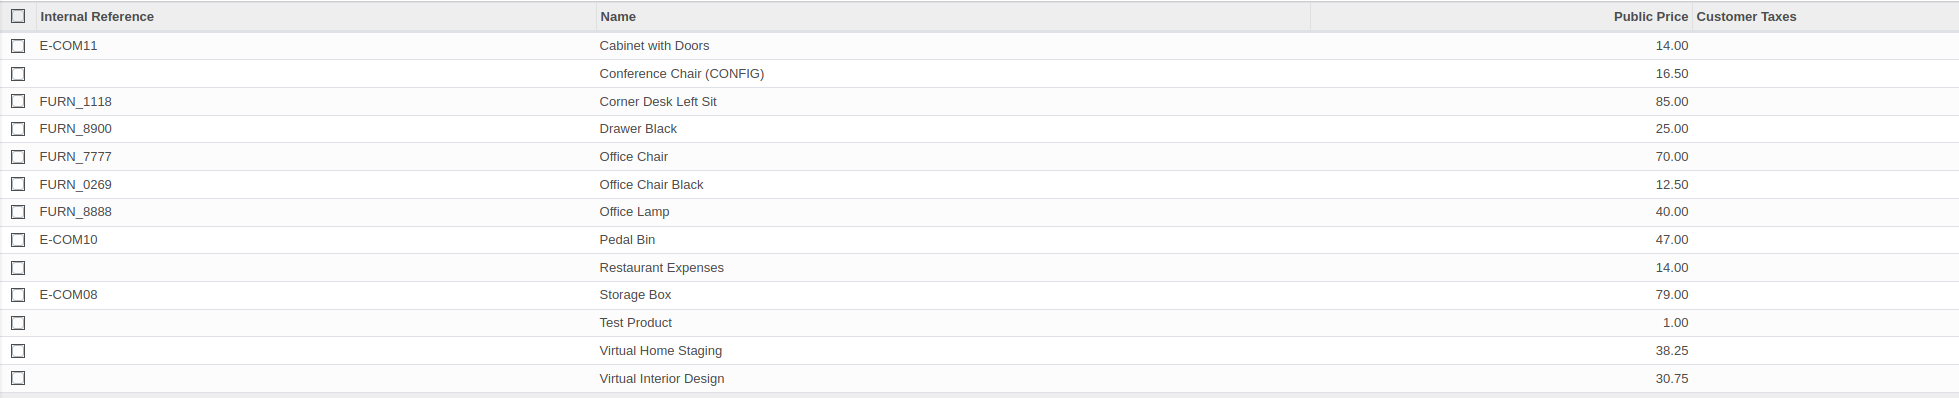 Internal Reference Name Public Price Customer Taxes
E-COM11 Cabinet with Doors 14.00
Conference Chair (CONFIG) 16.50
FURN_1118 Corner Desk Left Sit 85.00
FURN_8900 Drawer Black 25.00
FURN_7777 Office Chair 70.00
FURN_0269 Office Chair Black 12.50
FURN_8888 Office Lamp 40.00
E-COM10 Pedal Bin 47.00
Restaurant Expenses 14.00
E-COM08 Storage Box 79.00
Test Product 1.00
Virtual Home Staging 38.25
Virtual Interior Design 30.75